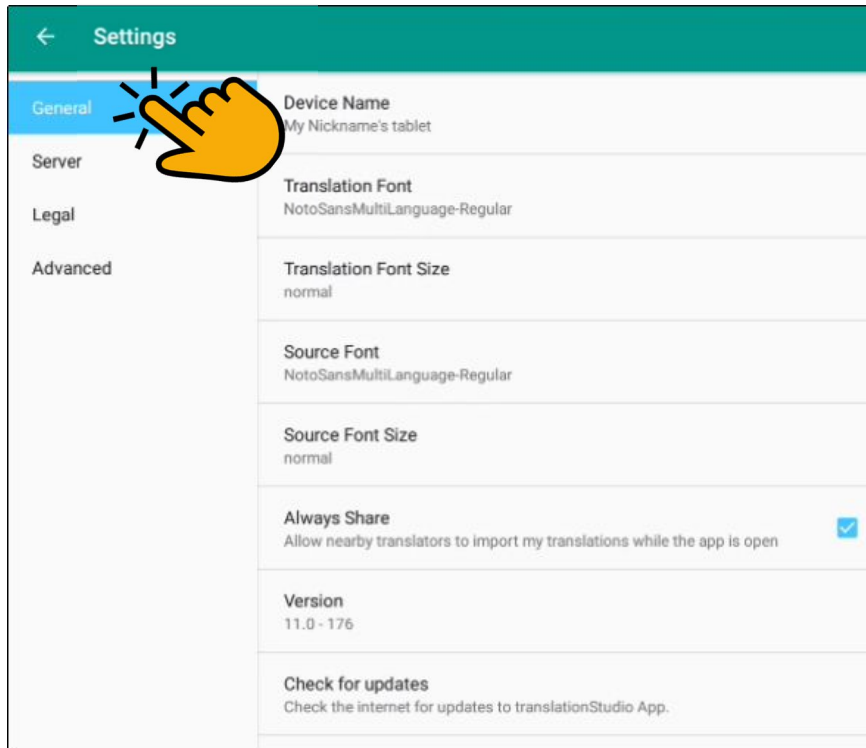 Settings
General
Server
Legal
Advanced
Device Name
My Nickname's tablet
Translation Font
NotoSansMultiLanguage-Regular
Translation Font Size
normal
Source Font
NotoSansMultiLanguage-Regular
Source Font Size
normal
Always Share
Allow nearby translators to import my translations while the app is open
Version
11.0 - 176
Check for updates
Check the internet for updates to translationStudio App.